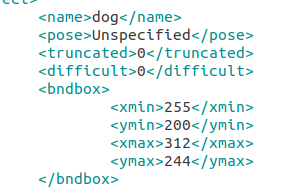 ect>
<name>dog</name>
<pose>Unspecified</pose>
<truncated>0</truncated>
<difficult>0</difficult>
<bndbox>
<xmin>255</xmin>
<ymin>200</ymin>
<xmax>312</xmax>
<ymax>244</ymax>
</bndbox>